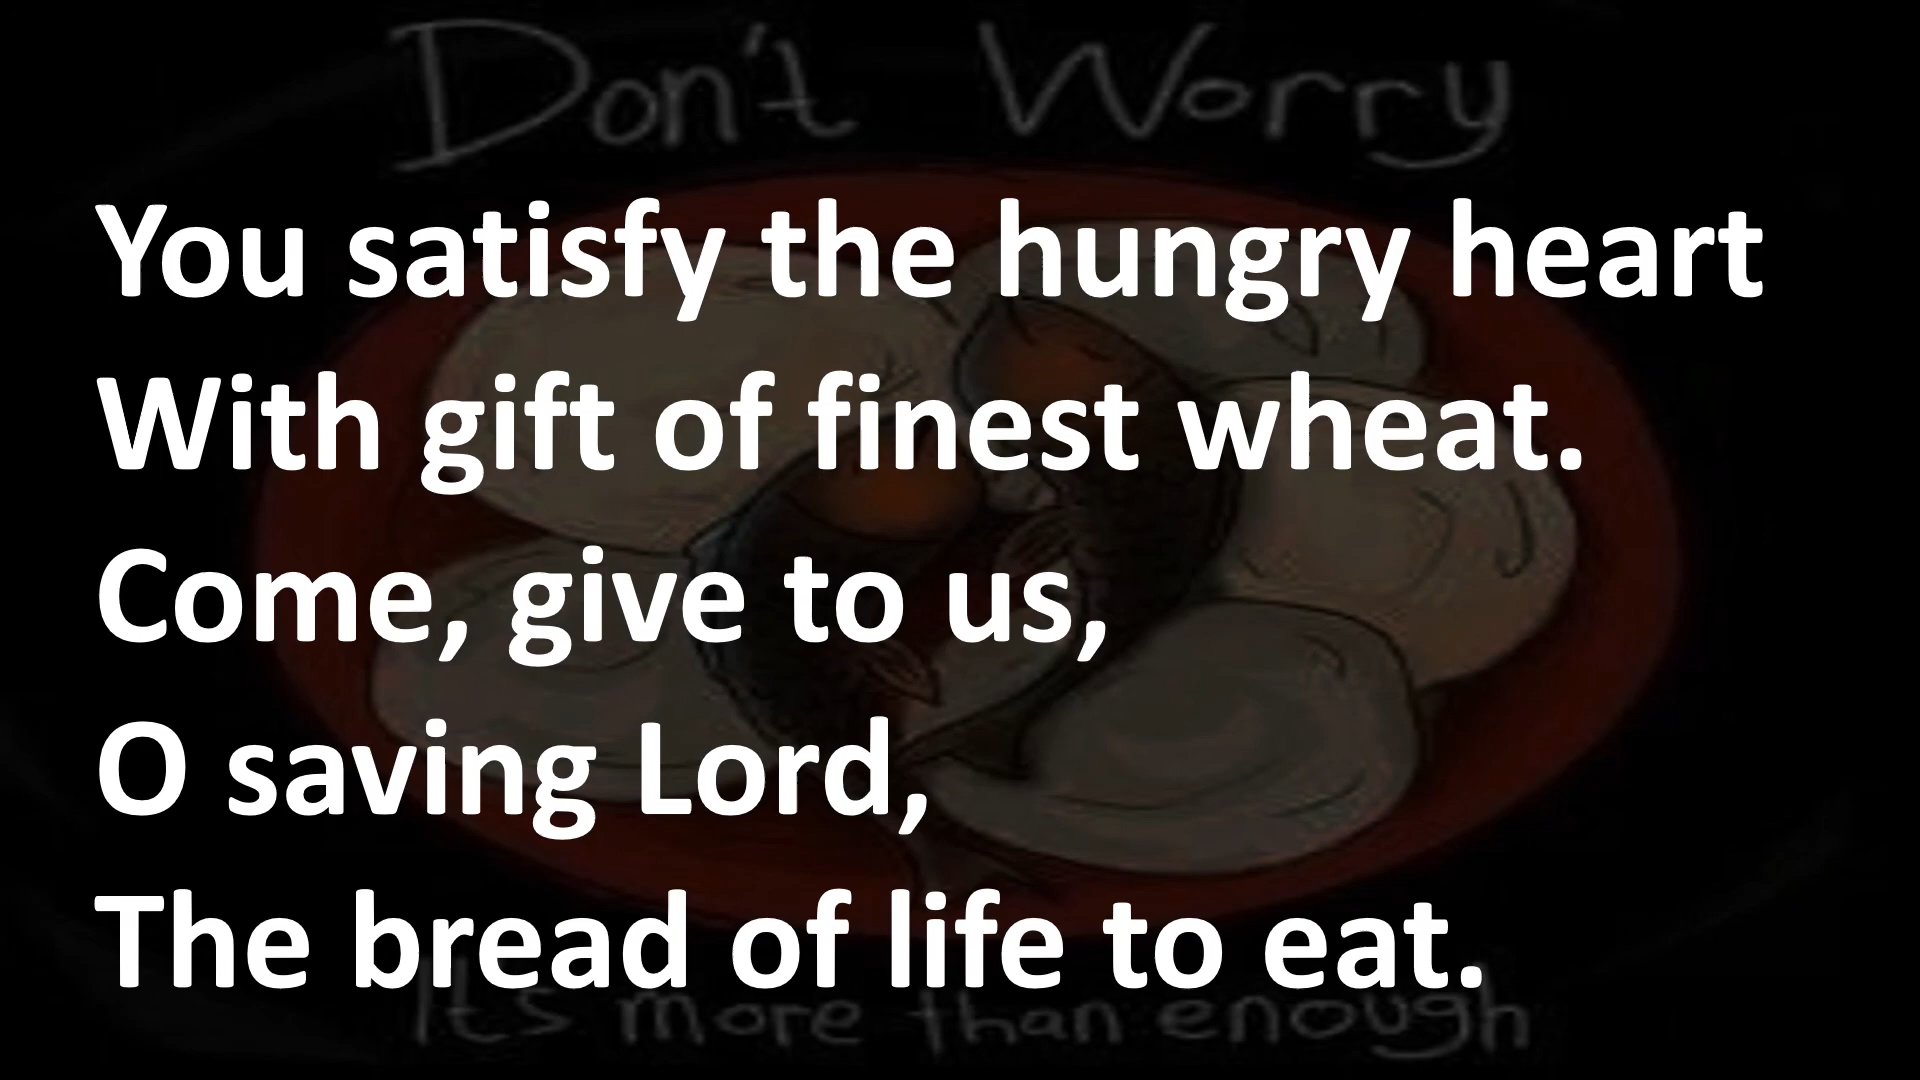 Don't Worry
You satisfy the hungry heart
With gift of finest wheat.
Come, give to us,
O saving Lord,
The bread of life to eat.
It's more than enough